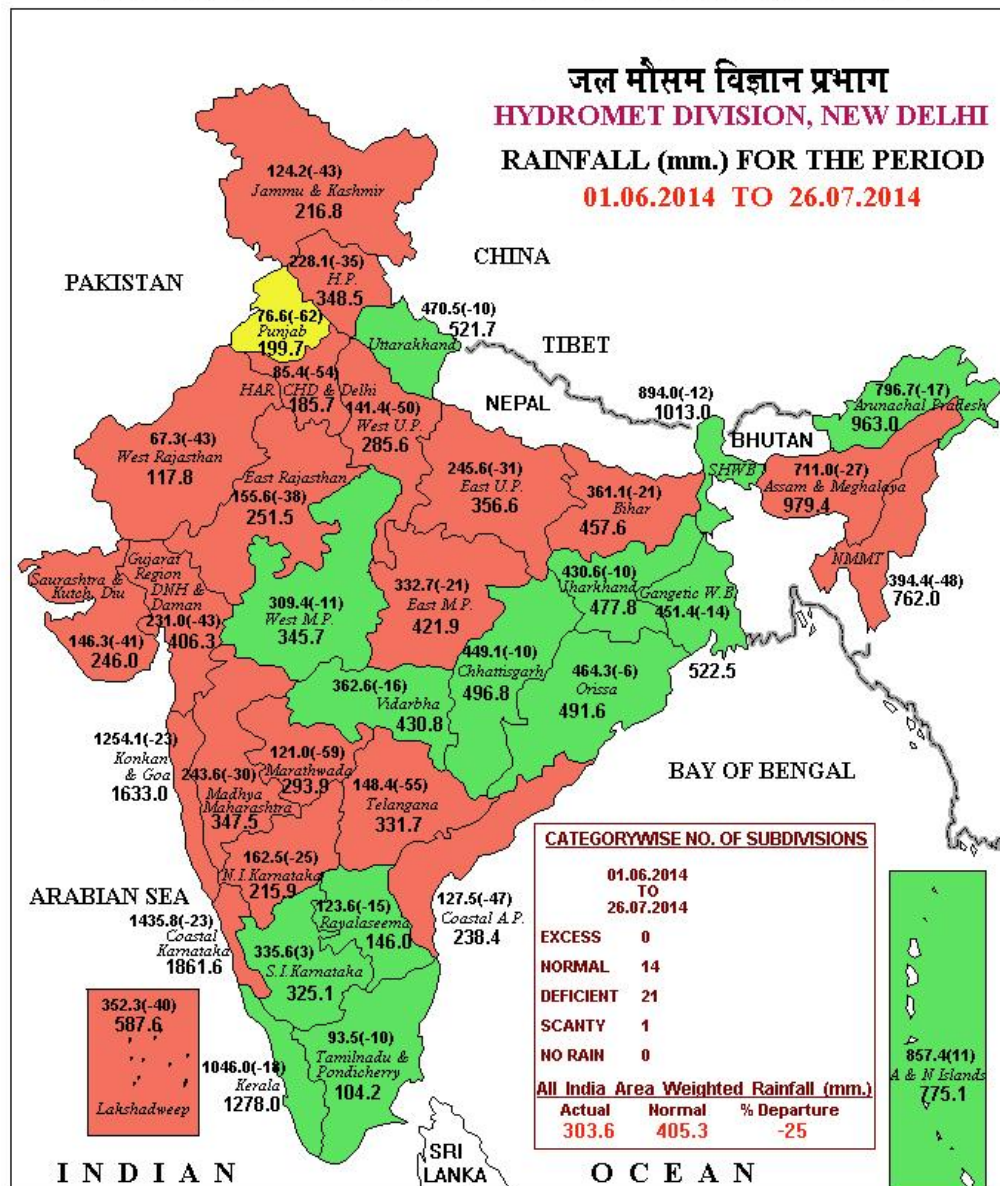 जल मौसम विज्ञान प्रभाग
HYDROMET DIVISION, NEW DELHI
RAINFALL (mm.) FOR THE PERIOD
01.06.2014 TO 26.07.2014
124.2(-43)
Jammu & Kashmir
216.8
CHINA
PAKISTAN
228.1(-35)
H.P.
348.5
76.6(-62)
Punjab
199.7
470.5(-10)
521.7
Uttarakhand
TIBET
85.4(-54)
HAR. CHD & Delhi
185.7
NEPAL
141.4(-50)
West U.P.
285.6
894.0(-12)
1013.0
SHWB
BHUTAN
796.7(-17)
Arunachal Pradesh
963.0
67.3(-43)
West Rajasthan
117.8
East Rajasthan
155.6(-38)
251.5
245.6(-31)
East U.P.
356.6
361.1(-21)
Bihar
457.6
711.0(-27)
Assam & Meghalaya
979.4
NMMT
394.4(-48)
762.0
Saurashtra &
Kutch, Diu
146.3(-41)
246.0
Gujarat
Region
DNH &
Daman
231.0(-43)
406.3
309.4(-11)
West M.P.
345.7
332.7(-21)
East M.P.
421.9
430.6(-10)
Jharkhand
477.8
Gangetic W.B
451.4(-14)
522.5
449.1(-10)
Chhattisgarh
496.8
464.3(-6)
Orissa
491.6
362.6(-16)
Vidarbha
430.8
1254.1(-23)
Konkan
& Goa
1633.0
243.6(-30)
Madhya
Maharashtra
347.5
121.0(-59)
Marathwada
293.9
148.4(-55)
Telangana
331.7
BAY OF BENGAL
162.5(-25)
N.I.Karnataka
215.9
ARABIAN SEA
1435.8(-23)
Coastal
Karnataka
1861.6
123.6(-15)
Rayalaseema
146.0
127.5(-47)
Coastal A.P.
238.4
335.6(3)
S.I.Karnataka
325.1
352.3(-40)
587.6
Lakshadweep
1046.0(-18)
Kerala
1278.0
93.5(-10)
Tamilnadu &
Pondicherry
104.2
CATEGORYWISE NO. OF SUBDIVISIONS
01.06.2014
TO
26.07.2014
EXCESS 0
NORMAL 14
DEFICIENT 21
SCANTY 1
NO RAIN 0
All India Area Weighted Rainfall (mm.)
Actual Normal % Departure
303.6 405.3 -25
857.4(11)
A & N Islands
775.1
SRI
LANKA
INDIAN OCEAN